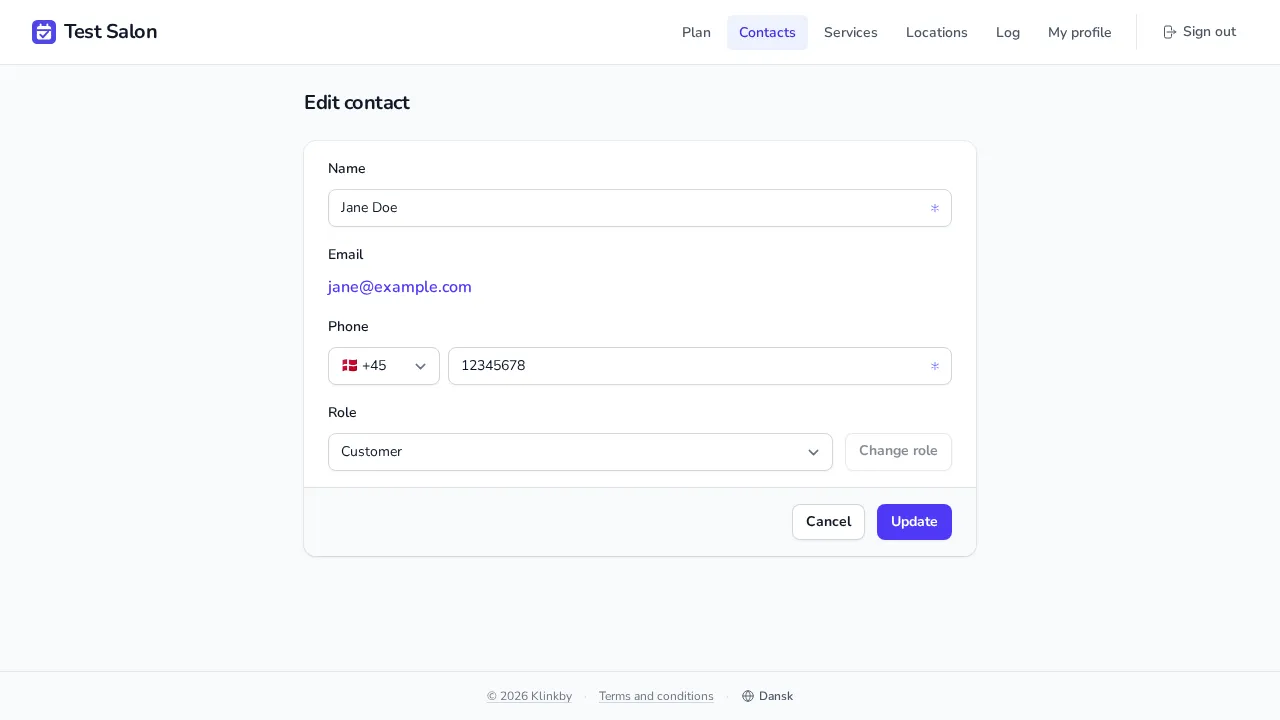 Test Salon
Plan
Contacts
Services
Locations
Log
My profile
Sign out
Edit contact
Name
Jane Doe
Email
jane@example.com
Phone
+45
12345678
Role
Customer
Change role
Cancel
Update
© 2026 Klinkby · Terms and conditions · Dansk